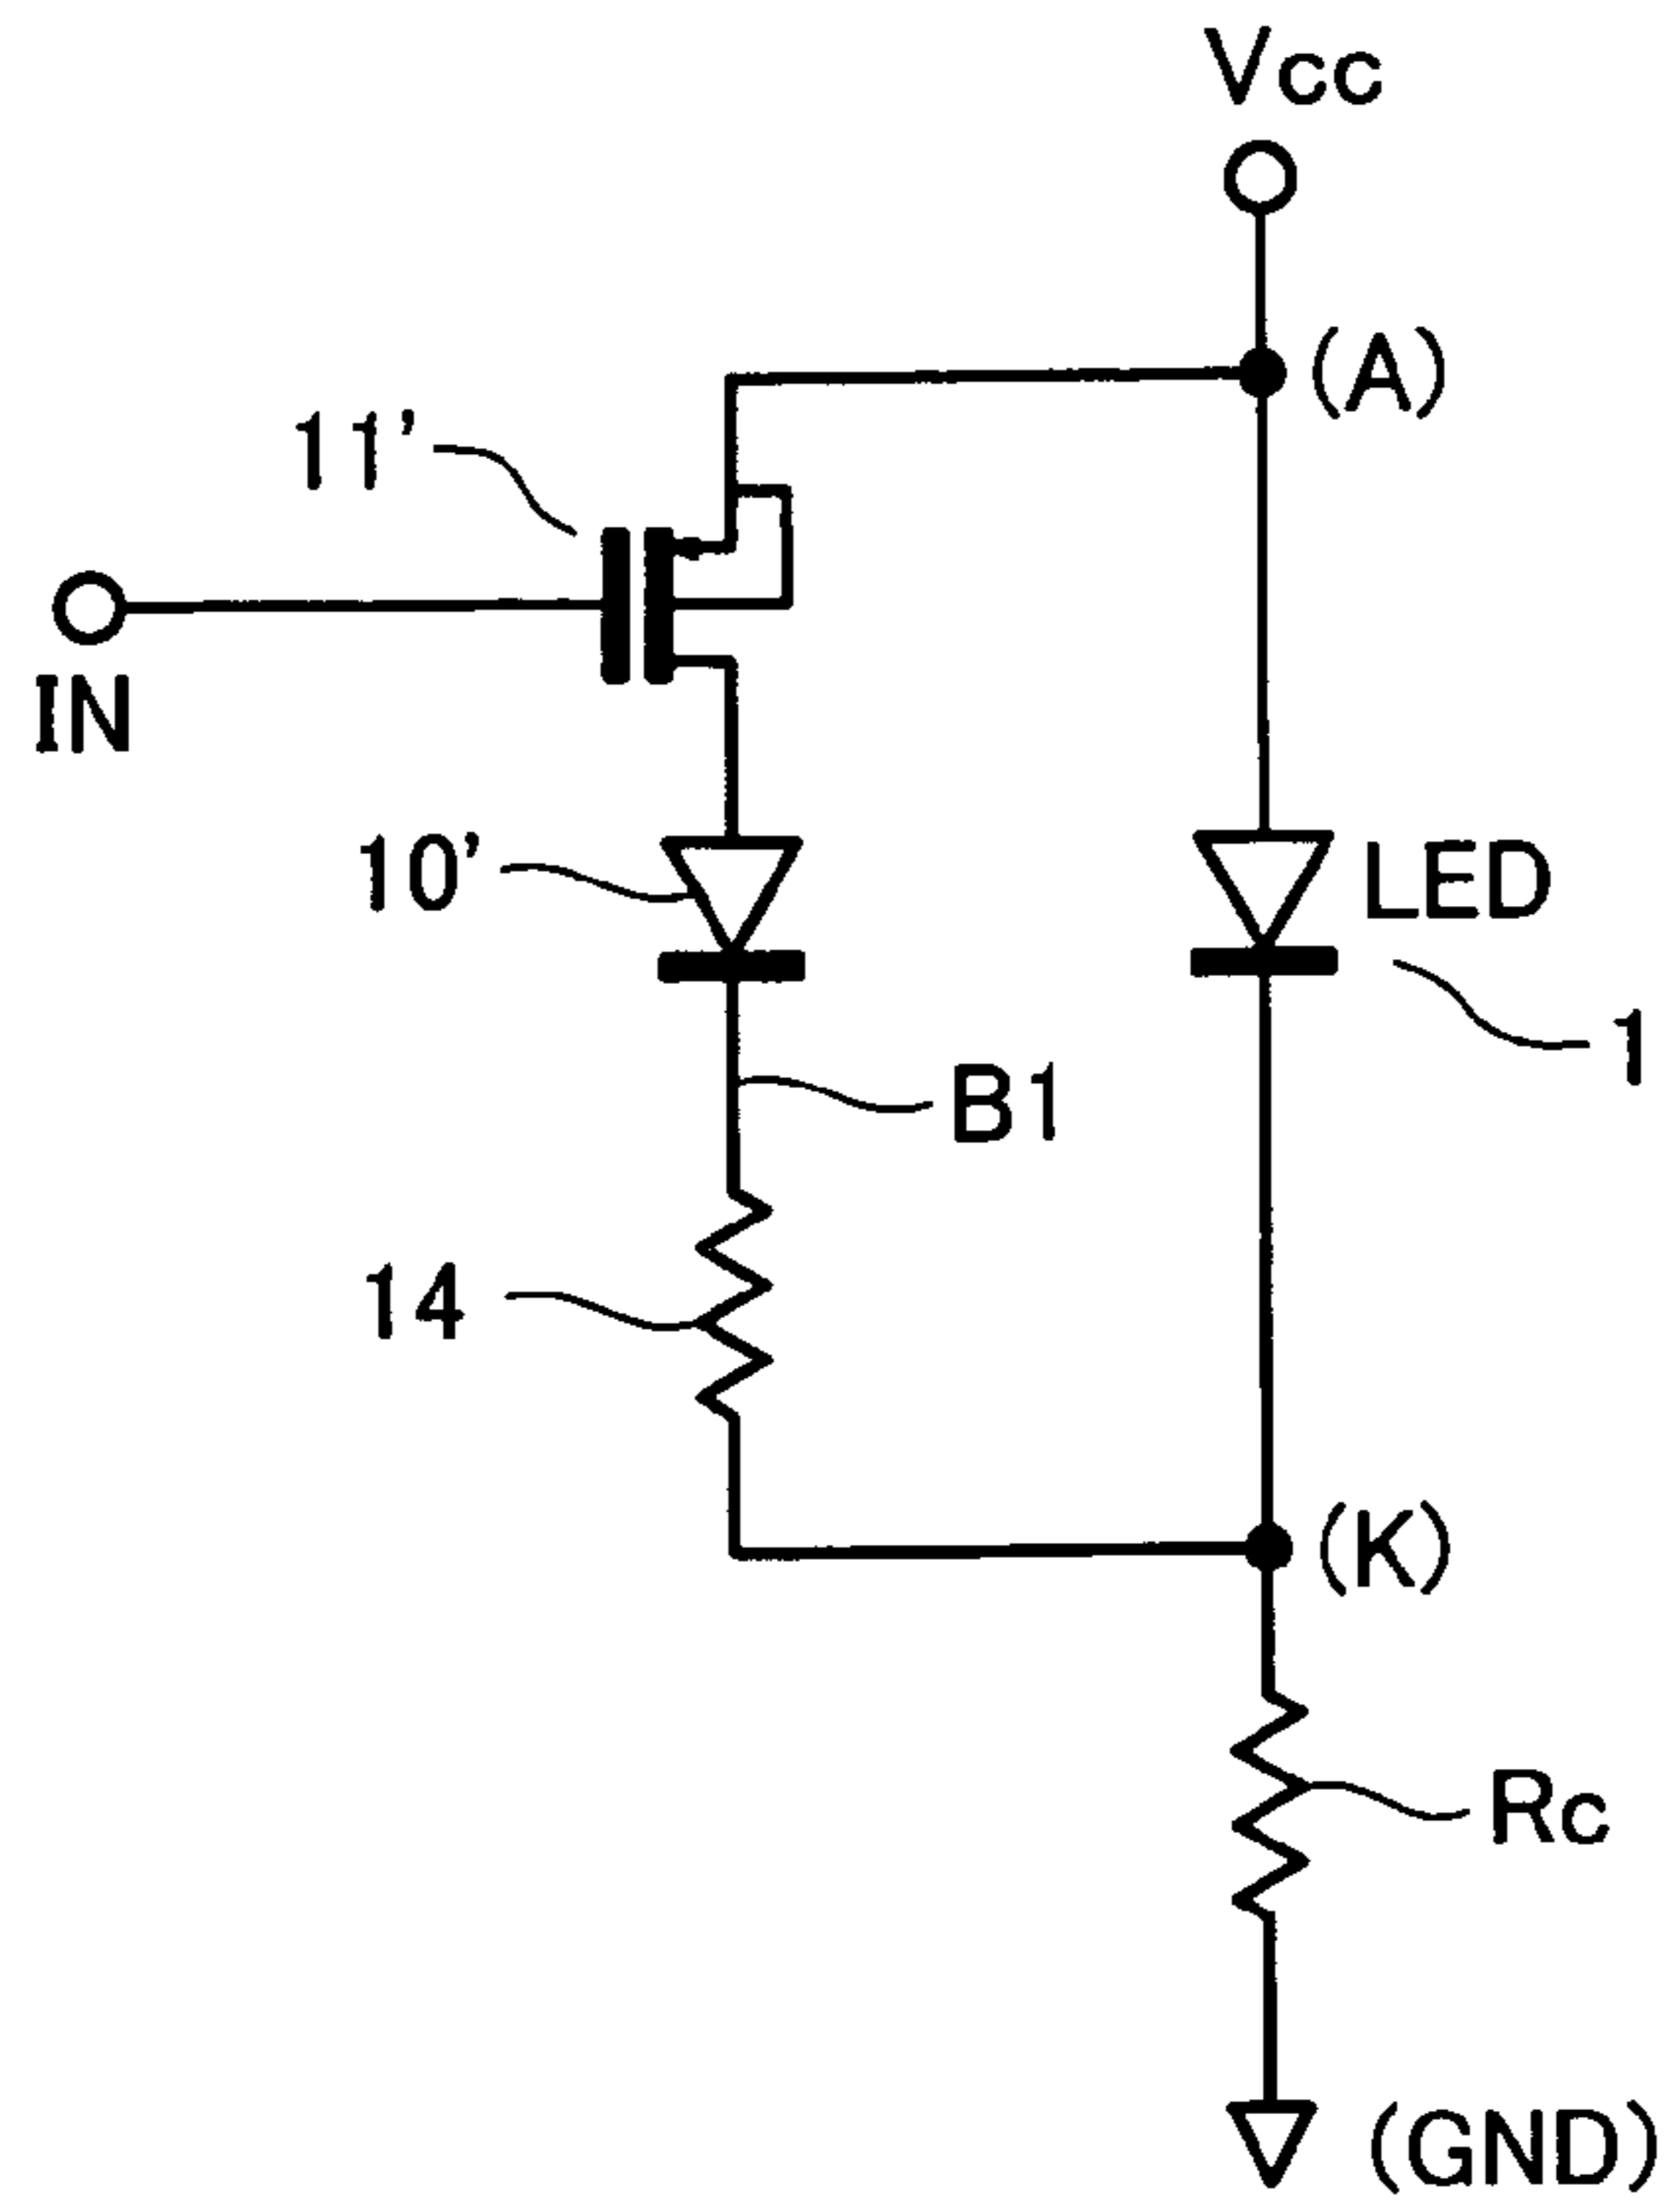 Vcc
(A)
11'
IN
10'
LED
1
B1
14
(K)
Rc
(GND)